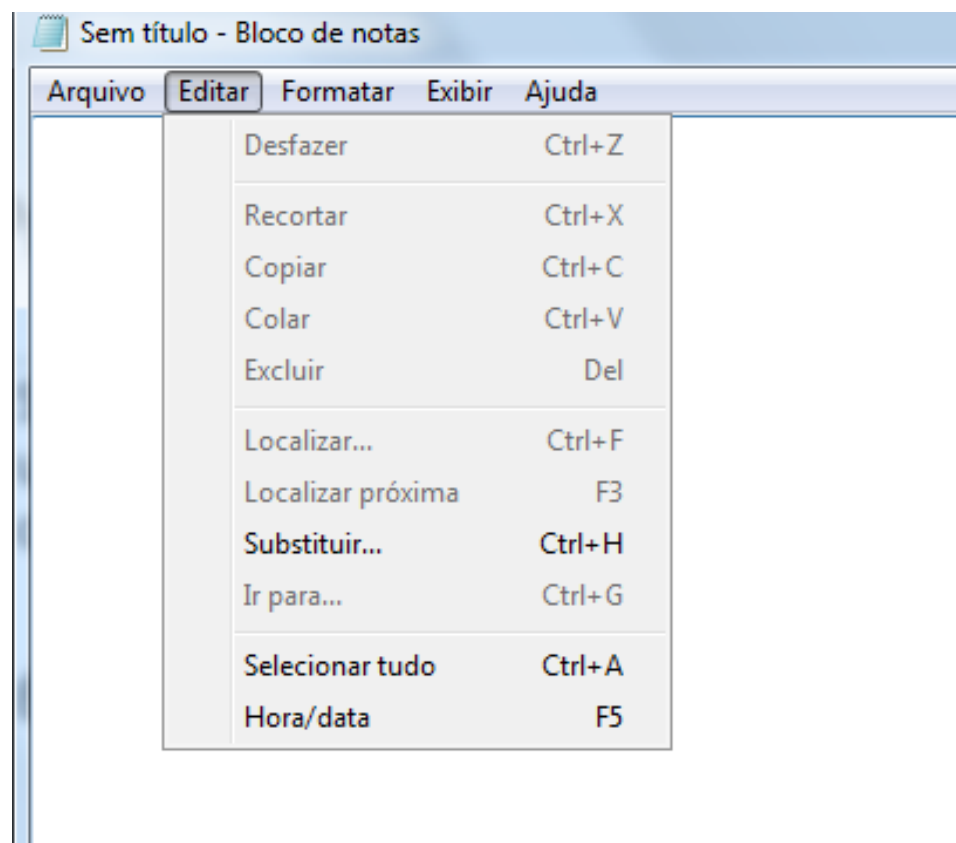 Sem título - Bloco de notas
Arquivo Editar Formatar Exibir Ajuda
Desfazer Ctrl+Z
Recortar Ctrl+X
Copiar Ctrl+C
Colar Ctrl+V
Excluir Del
Localizar... Ctrl+F
Localizar próxima F3
Substituir... Ctrl+H
Ir para... Ctrl+G
Selecionar tudo Ctrl+A
Hora/data F5